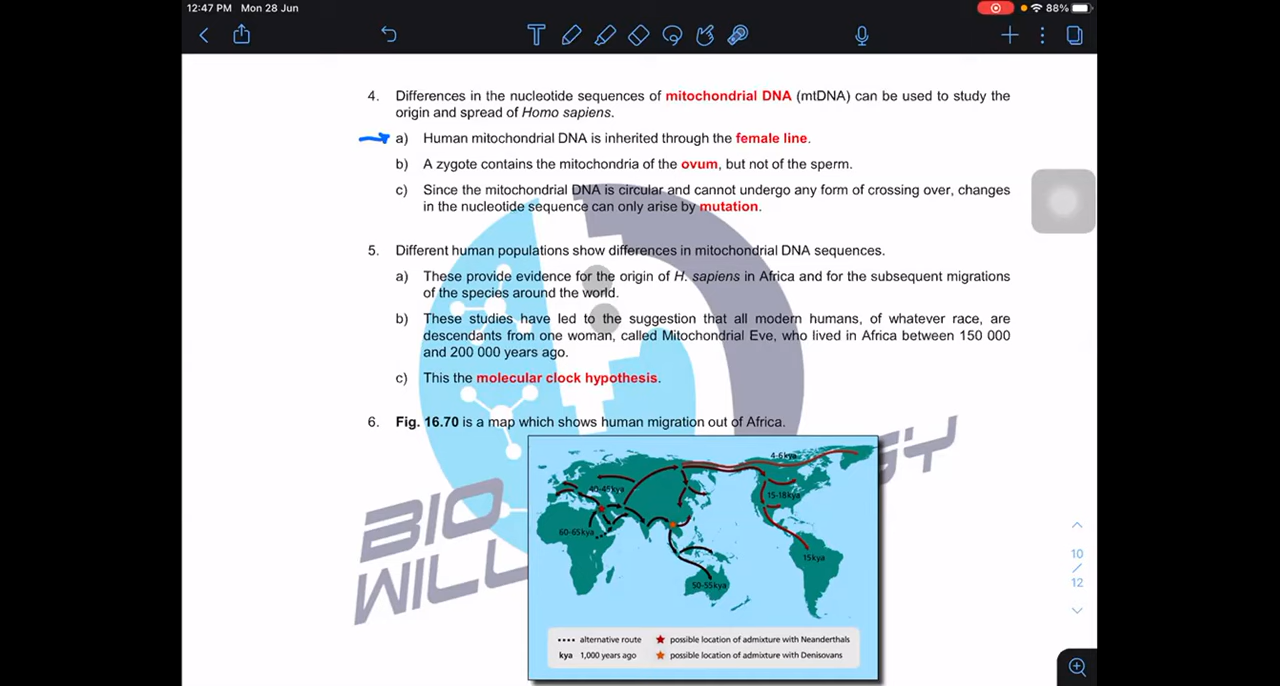 12:47 PM Mon 28 Jun
88%
4. Differences in the nucleotide sequences of mitochondrial DNA (mtDNA) can be used to study the
origin and spread of Homo sapiens.
a) Human mitochondrial DNA is inherited through the female line.
b) A zygote contains the mitochondria of the ovum, but not of the sperm.
c) Since the mitochondrial DNA is circular and cannot undergo any form of crossing over, changes
in the nucleotide sequence can only arise by mutation.
5. Different human populations show differences in mitochondrial DNA sequences.
a) These provide evidence for the origin of H. sapiens in Africa and for the subsequent migrations
of the species around the world.
b) These studies have led to the suggestion that all modern humans, of whatever race, are
descendants from one woman, called Mitochondrial Eve, who lived in Africa between 150 000
and 200 000 years ago.
c) This the molecular clock hypothesis.
6. Fig. 16.70 is a map which shows human migration out of Africa.
4-6kya
40-45kya
15-18kya
60-65kya
15kya
50-55kya
alternative route
possible location of admixture with Neanderthals
kya 1,000 years ago
possible location of admixture with Denisovans
BIO
WILL
GY
10
/
12